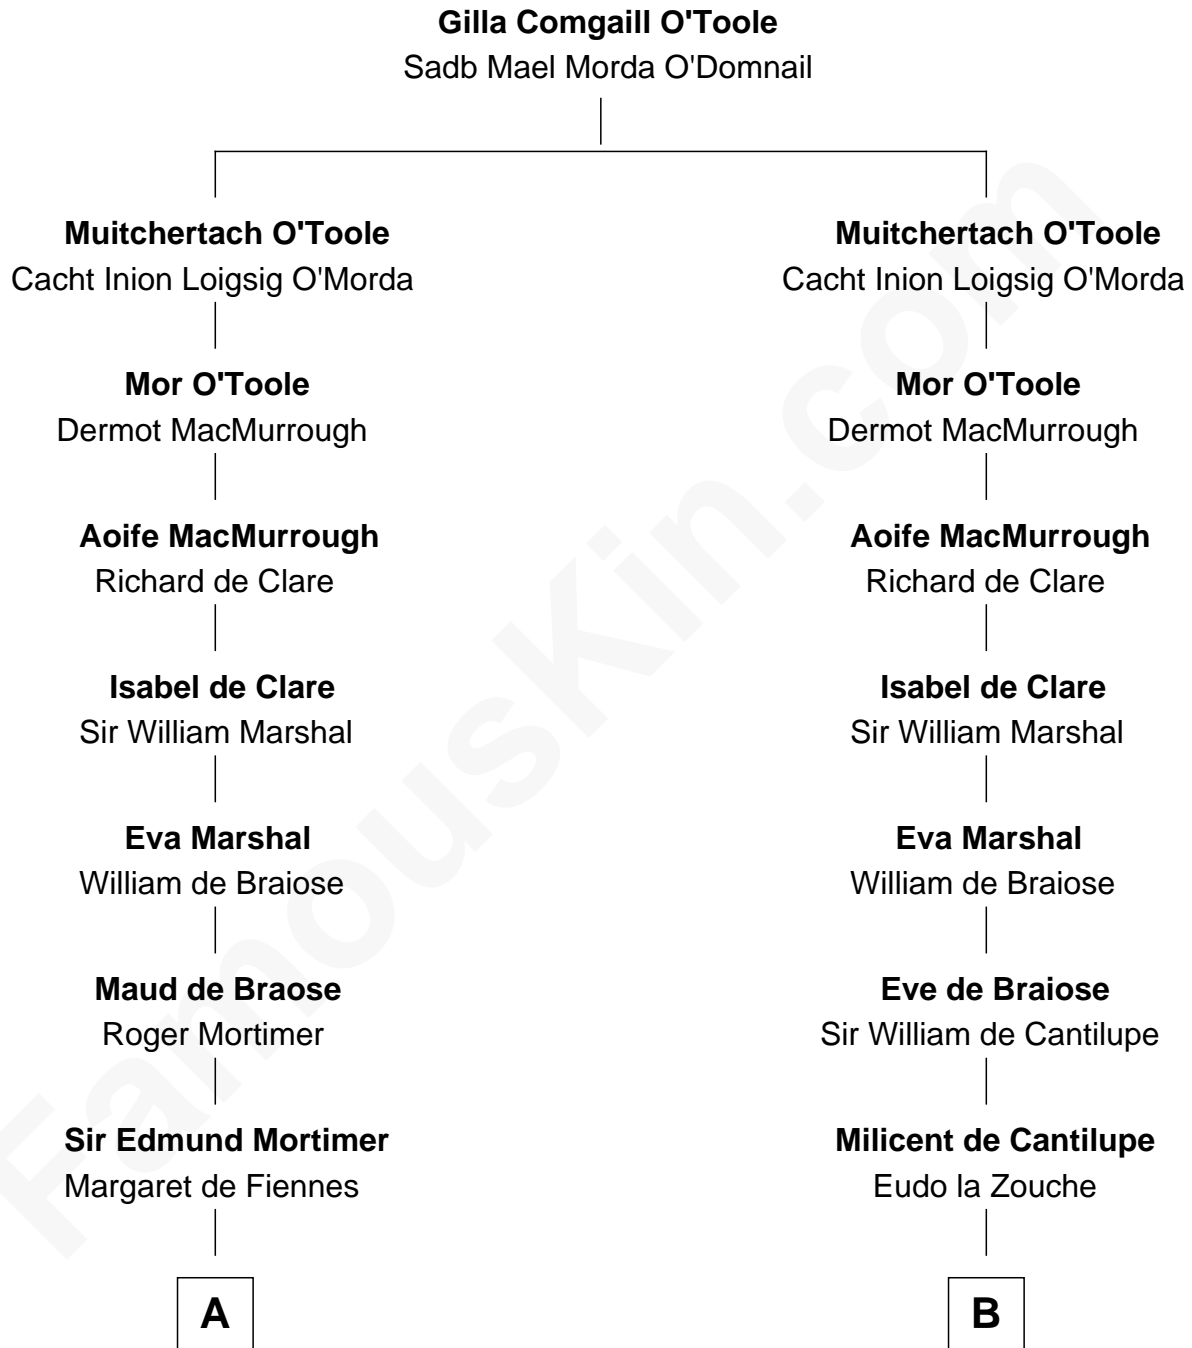 Gilla Comgaill O'Toole
Sadb Mael Morda O'Domnail
Muitchertach O'Toole
Cacht Inion Loigsig O'Morda
Mor O'Toole
Dermot MacMurrough
Aoife MacMurrough
Richard de Clare
Isabel de Clare
Sir William Marshal
Eva Marshal
William de Braiose
Maud de Braose
Roger Mortimer
Sir Edmund Mortimer
Margaret de Fiennes
A
Muitchertach O'Toole
Cacht Inion Loigsig O'Morda
Mor O'Toole
Dermot MacMurrough
Aoife MacMurrough
Richard de Clare
Isabel de Clare
Sir William Marshal
Eva Marshal
William de Braiose
Eve de Braiose
Sir William de Cantilupe
Milicent de Cantilupe
Eudo la Zouche
B
FamousKin.com